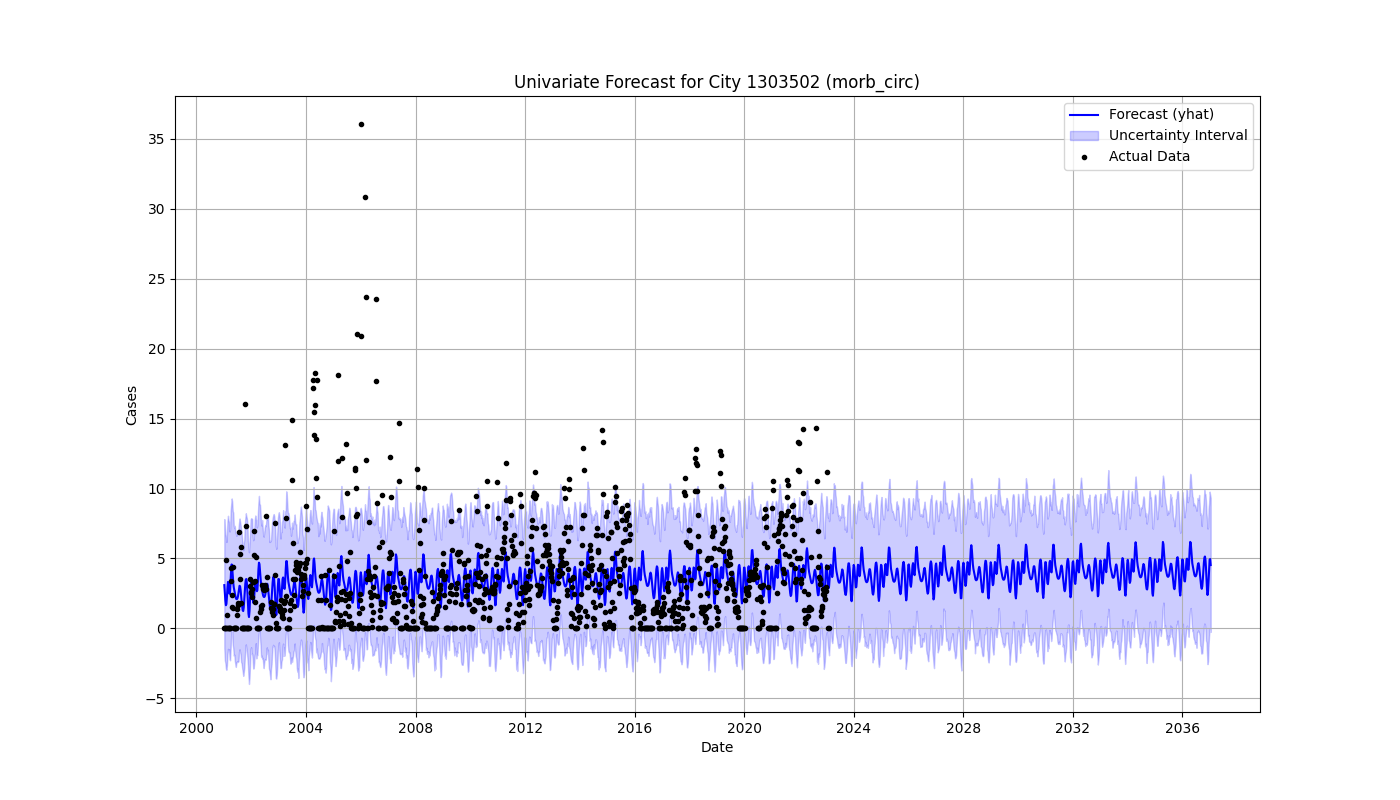 Univariate Forecast for City 1303502 (morb_circ)
Forecast (yhat)
Uncertainty Interval
Actual Data
35
30
25
20
15
10
5
0
−5
Cases
2000 2004 2008 2012 2016 2020 2024 2028 2032 2036
Date